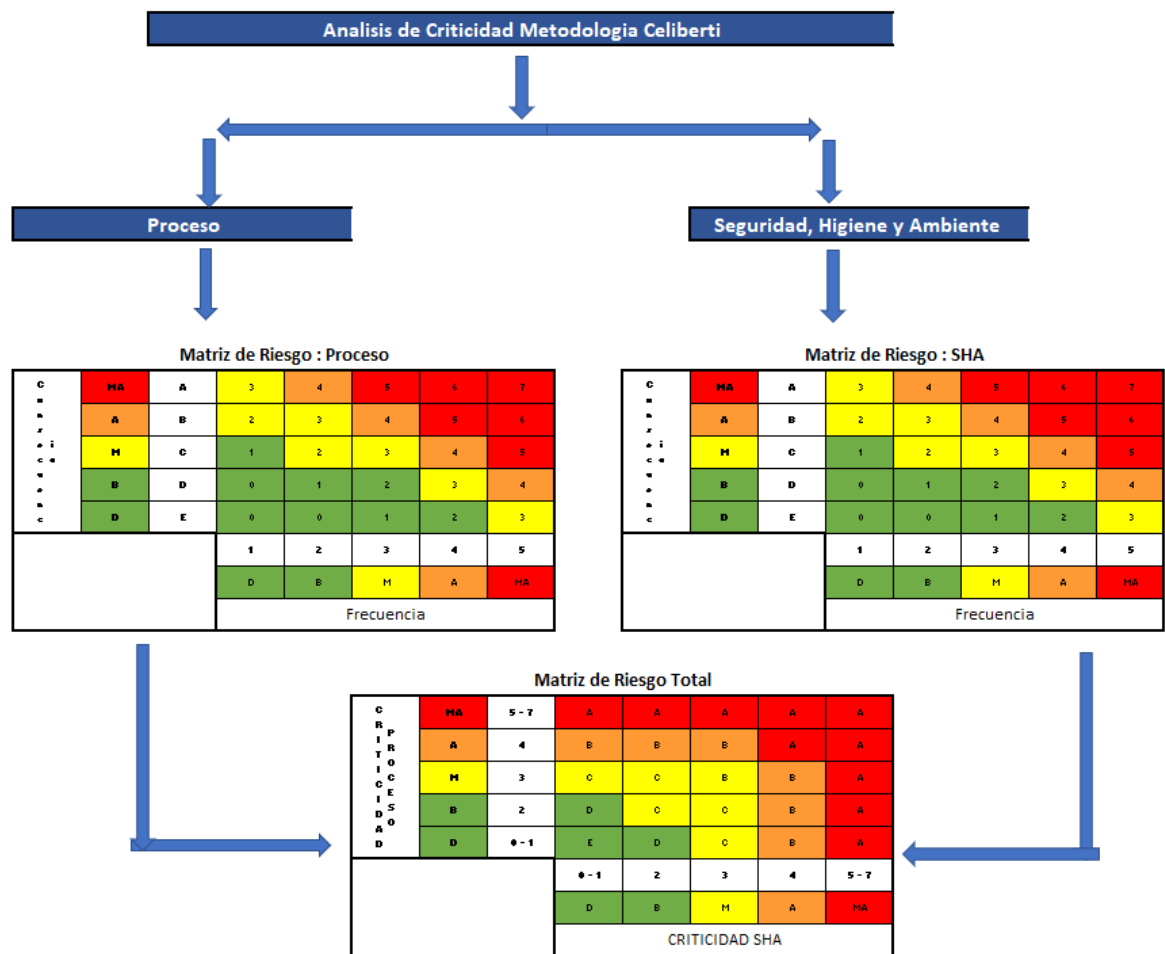 Analisis de Criticidad Metodologia Celiberti
Proceso
Seguridad, Higiene y Ambiente
Matriz de Riesgo : Proceso
MA A 3 4 5 6 7
A B 2 3 4 5 6
M C 1 2 3 4 5
B D 0 1 2 3 4
D E 0 0 1 2 3
1 2 3 4 5
D B M A MA
Frecuencia
Matriz de Riesgo : SHA
MA A 3 4 5 6 7
A B 2 3 4 5 6
M C 1 2 3 4 5
B D 0 1 2 3 4
D E 0 0 1 2 3
1 2 3 4 5
D B M A MA
Frecuencia
Matriz de Riesgo Total
CRITICIDAD
PROCESO
MA 5 - 7 A A A A A
A 4 B B B A A
M 3 C C B B A
B 2 D C C B A
D 0 - 1 E D C B A
0 - 1 2 3 4 5 - 7
D B M A MA
CRITICIDAD SHA